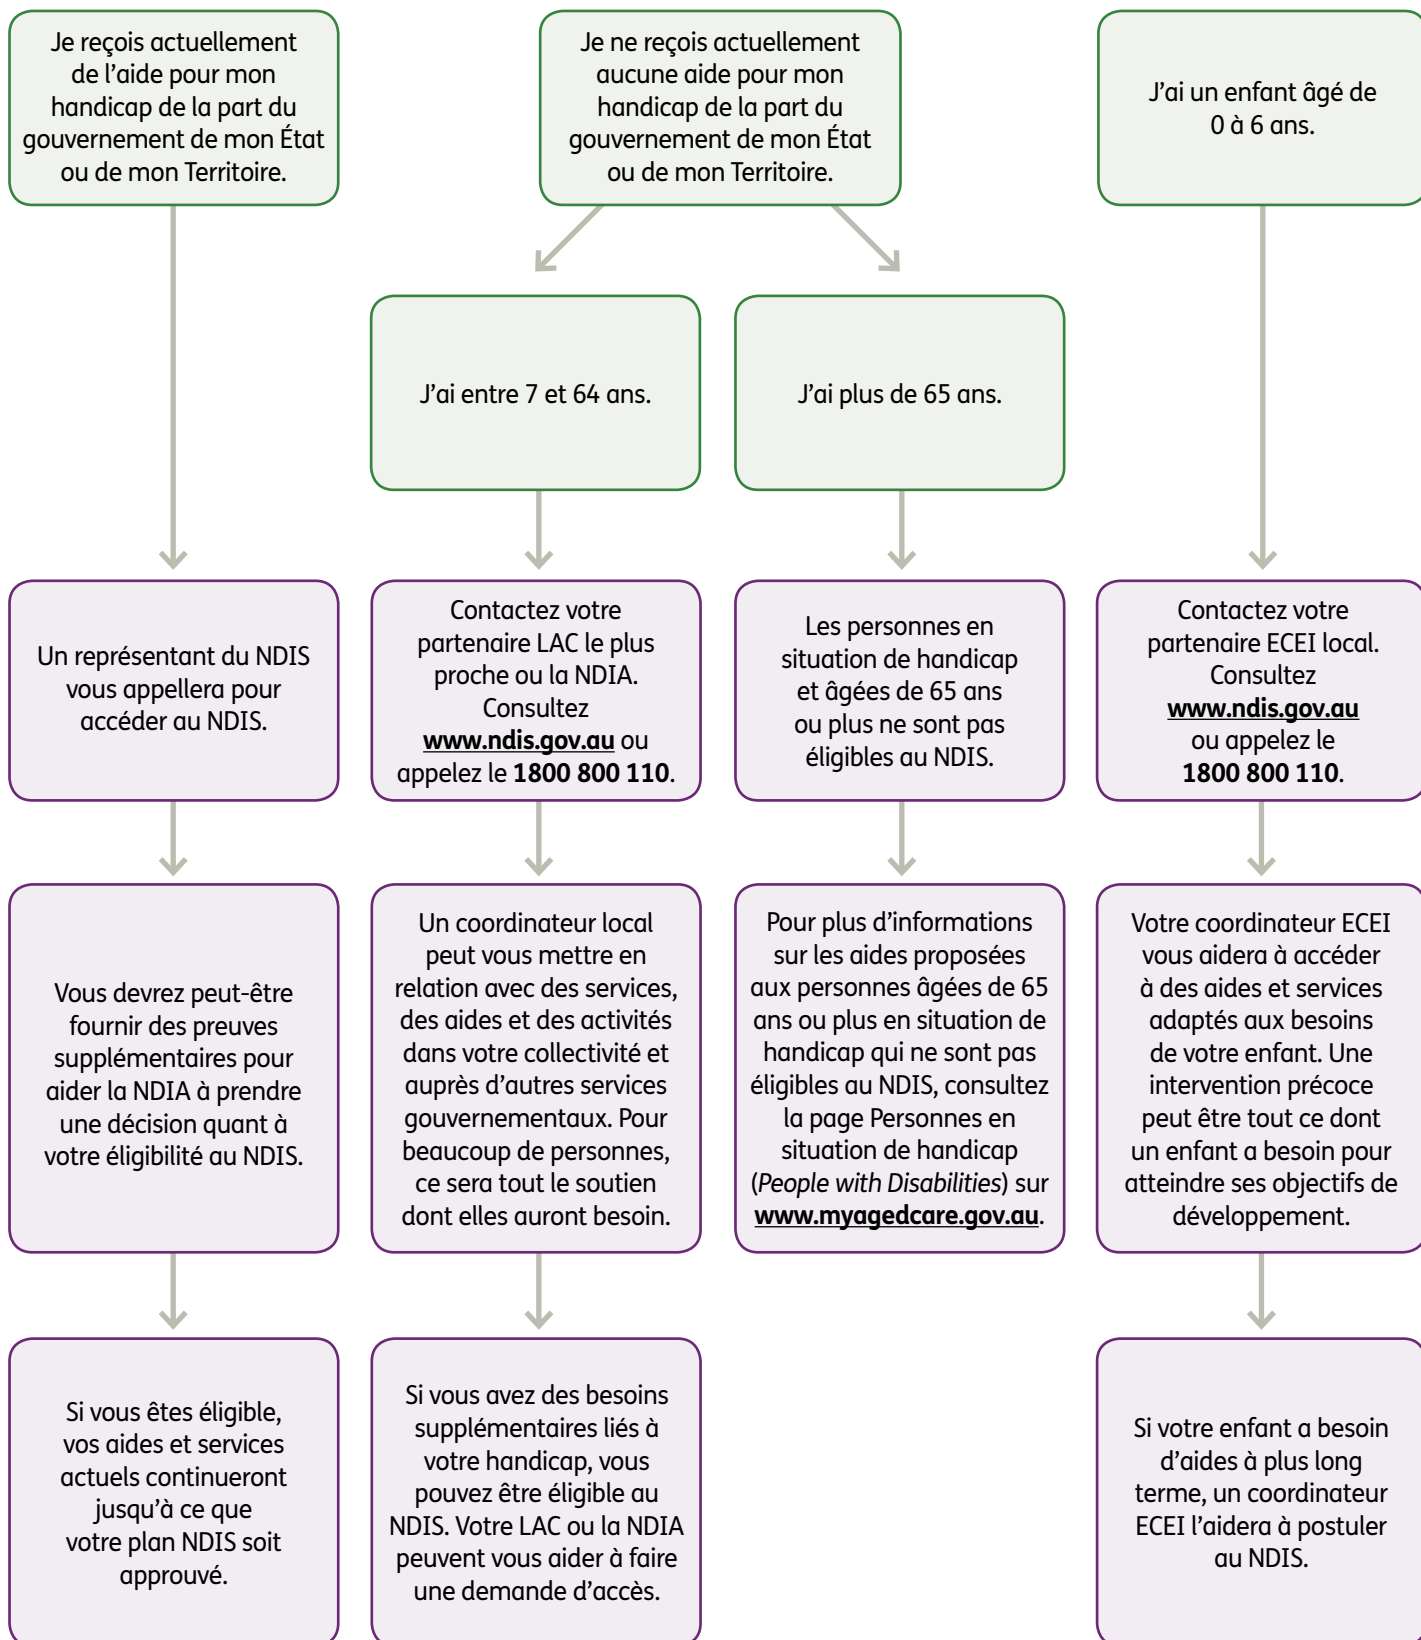 Je reçois actuellement
de l’aide pour mon
handicap de la part du
gouvernement de mon État
ou de mon Territoire.
Je ne reçois actuellement
aucune aide pour mon
handicap de la part du
gouvernement de mon État
ou de mon Territoire.
J’ai un enfant âgé de
0 à 6 ans.
J’ai entre 7 et 64 ans.
J’ai plus de 65 ans.
Un représentant du NDIS
vous appellera pour
accéder au NDIS.
Contactez votre
partenaire LAC le plus
proche ou la NDIA.
Consultez
www.ndis.gov.au ou
appelez le 1800 800 110.
Les personnes en
situation de handicap
et âgées de 65 ans
ou plus ne sont pas
éligibles au NDIS.
Contactez votre
partenaire ECEI local.
Consultez
www.ndis.gov.au
ou appelez le
1800 800 110.
Vous devrez peut-être
fournir des preuves
supplémentaires pour
aider la NDIA à prendre
une décision quant à
votre éligibilité au NDIS.
Un coordinateur local
peut vous mettre en
relation avec des services,
des aides et des activités
dans votre collectivité et
auprès d’autres services
gouvernementaux. Pour
beaucoup de personnes,
ce sera tout le soutien
dont elles auront besoin.
Pour plus d’informations
sur les aides proposées
aux personnes âgées de 65
ans ou plus en situation de
handicap qui ne sont pas
éligibles au NDIS, consultez
la page Personnes en
situation de handicap
(People with Disabilities) sur
www.myagedcare.gov.au.
Votre coordinateur ECEI
vous aidera à accéder
à des aides et services
adaptés aux besoins
de votre enfant. Une
intervention précoce
peut être tout ce dont
un enfant a besoin pour
atteindre ses objectifs de
développement.
Si vous êtes éligible,
vos aides et services
actuels continueront
jusqu’à ce que
votre plan NDIS soit
approuvé.
Si vous avez des besoins
supplémentaires liés à
votre handicap, vous
pouvez être éligible au
NDIS. Votre LAC ou la NDIA
peuvent vous aider à faire
une demande d’accès.
Si votre enfant a besoin
d’aides à plus long
terme, un coordinateur
ECEI l’aidera à postuler
au NDIS.